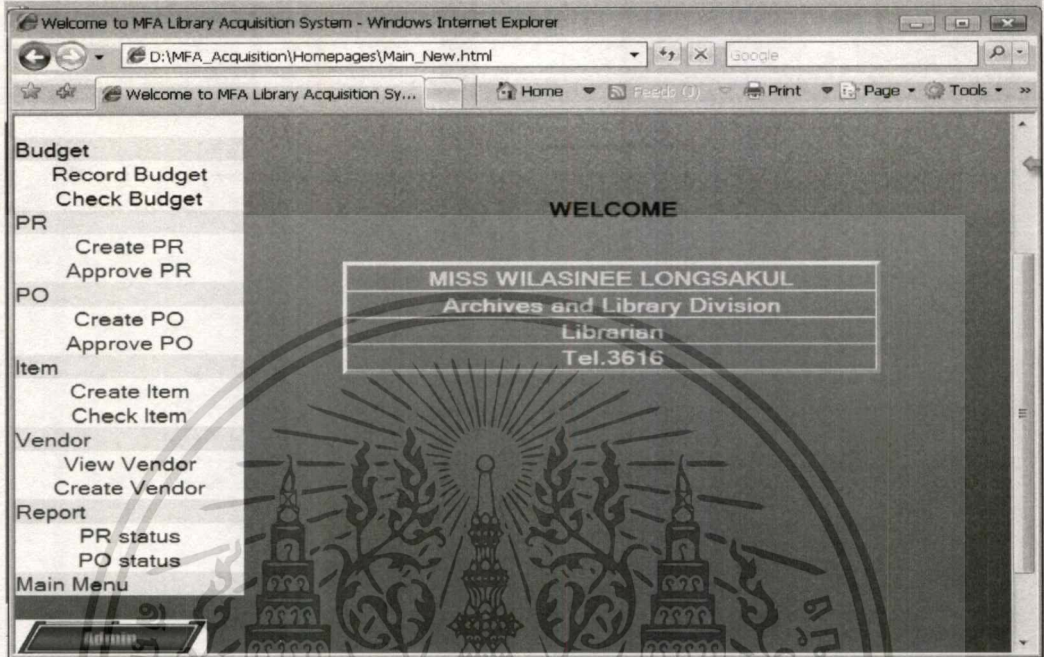 Welcome to MFA Library Acquisition System - Windows Internet Explorer
D:\MFA_Acquisition\Homepages\Main_New.html
Google
Welcome to MFA Library Acquisition Sy...
Home
Feeds (J)
Print
Page
Tools
Budget
Record Budget
Check Budget
PR
Create PR
Approve PR
PO
Create PO
Approve PO
Item
Create Item
Check Item
Vendor
View Vendor
Create Vendor
Report
PR status
PO status
Main Menu
WELCOME
MISS WILASINEE LONGSAKUL
Archives and Library Division
Librarian
Tel.3616